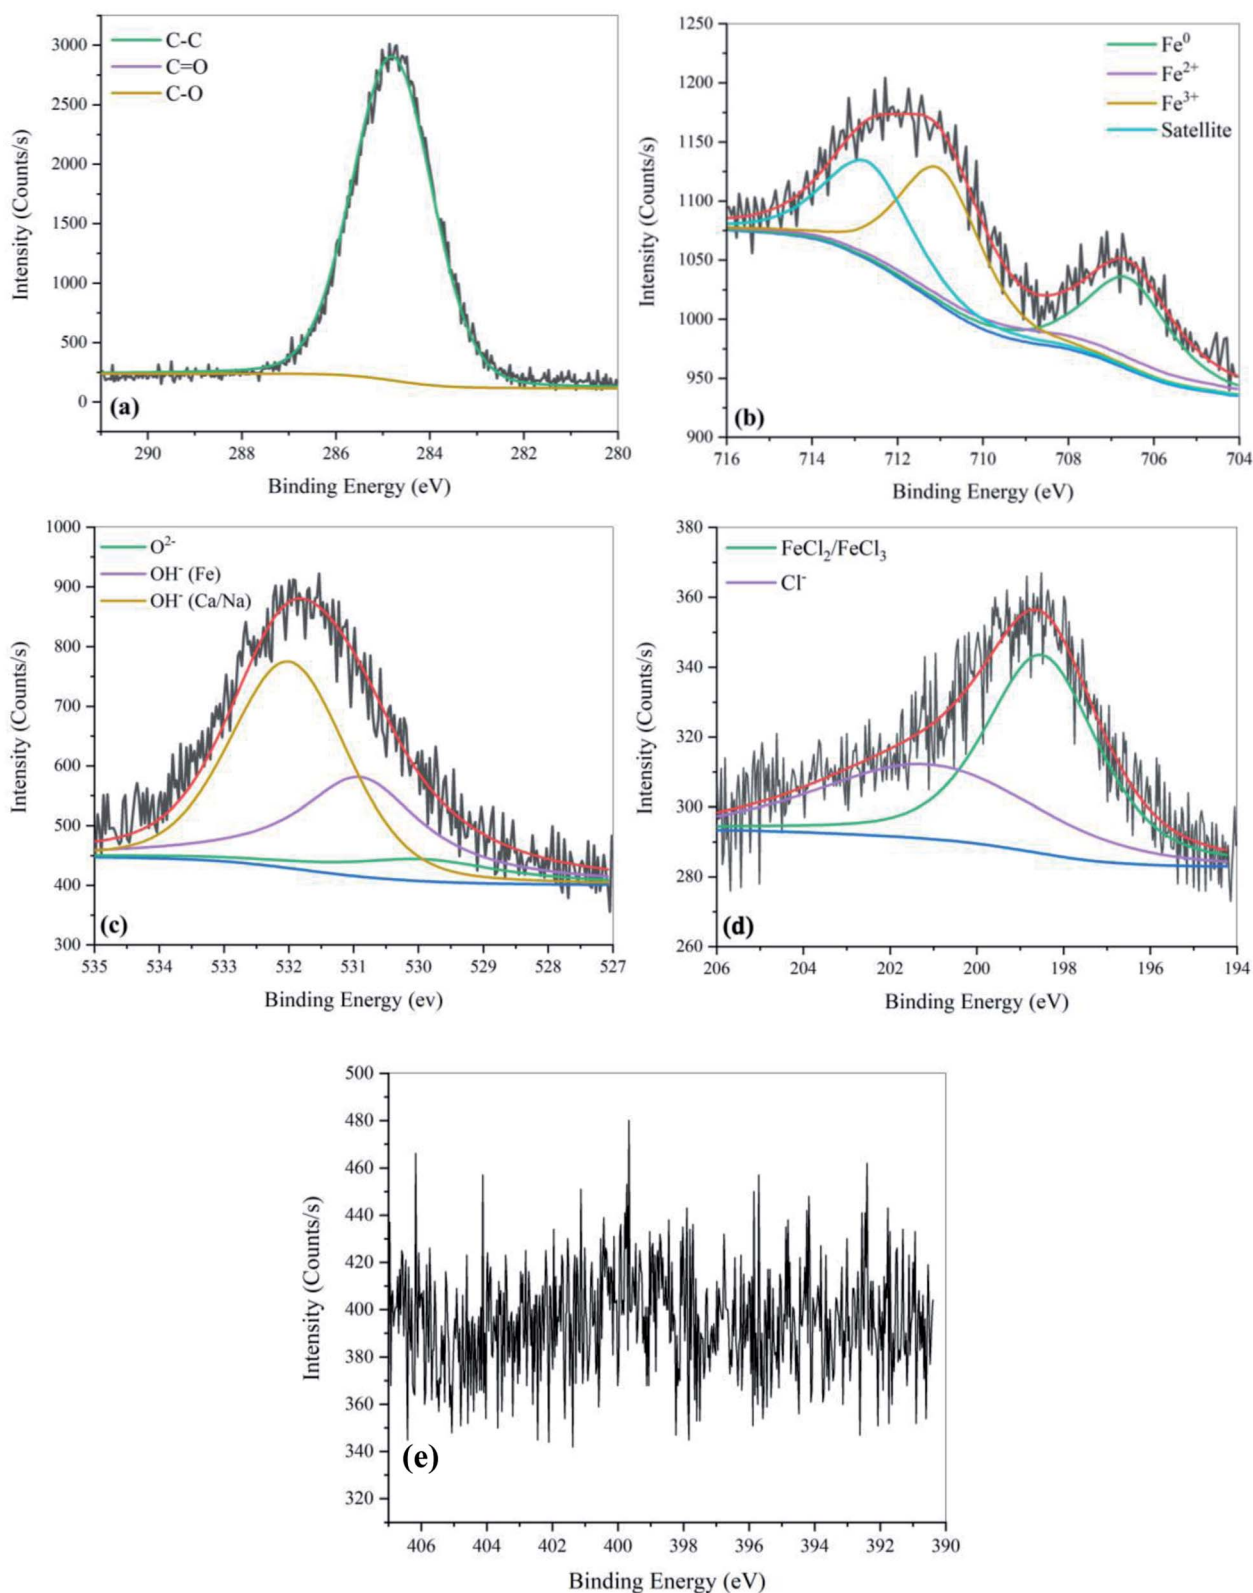 C-C
C=O
C-O
3000
2500
2000
1500
1000
500
0
Intensity (Counts/s)
(a)
290 288 286 284 282 280
Binding Energy (eV)
1250
1200
1150
1100
1050
1000
950
900
Intensity (Counts/s)
Fe⁰
Fe²⁺
Fe³⁺
Satellite
(b)
716 714 712 710 708 706 704
Binding Energy (eV)
1000
900
800
700
600
500
400
300
Intensity (Counts/s)
O²⁻
OH⁻ (Fe)
OH⁻ (Ca/Na)
(c)
535 534 533 532 531 530 529 528 527
Binding Energy (ev)
380
360
340
320
300
280
260
Intensity (Counts/s)
FeCl₂/FeCl₃
Cl⁻
(d)
206 204 202 200 198 196 194
Binding Energy (eV)
500
480
460
440
420
400
380
360
340
320
Intensity (Counts/s)
(e)
406 404 402 400 398 396 394 392 390
Binding Energy (eV)